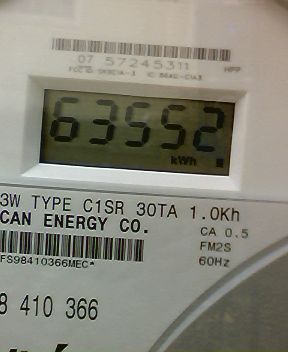 07 57245311
HPP
63552
kWh
3W TYPE C1SR 30TA 1.0Kh
CAN ENERGY CO.
CA 0.5
FM2S
FS98410366MEC*
60Hz
8 410 366